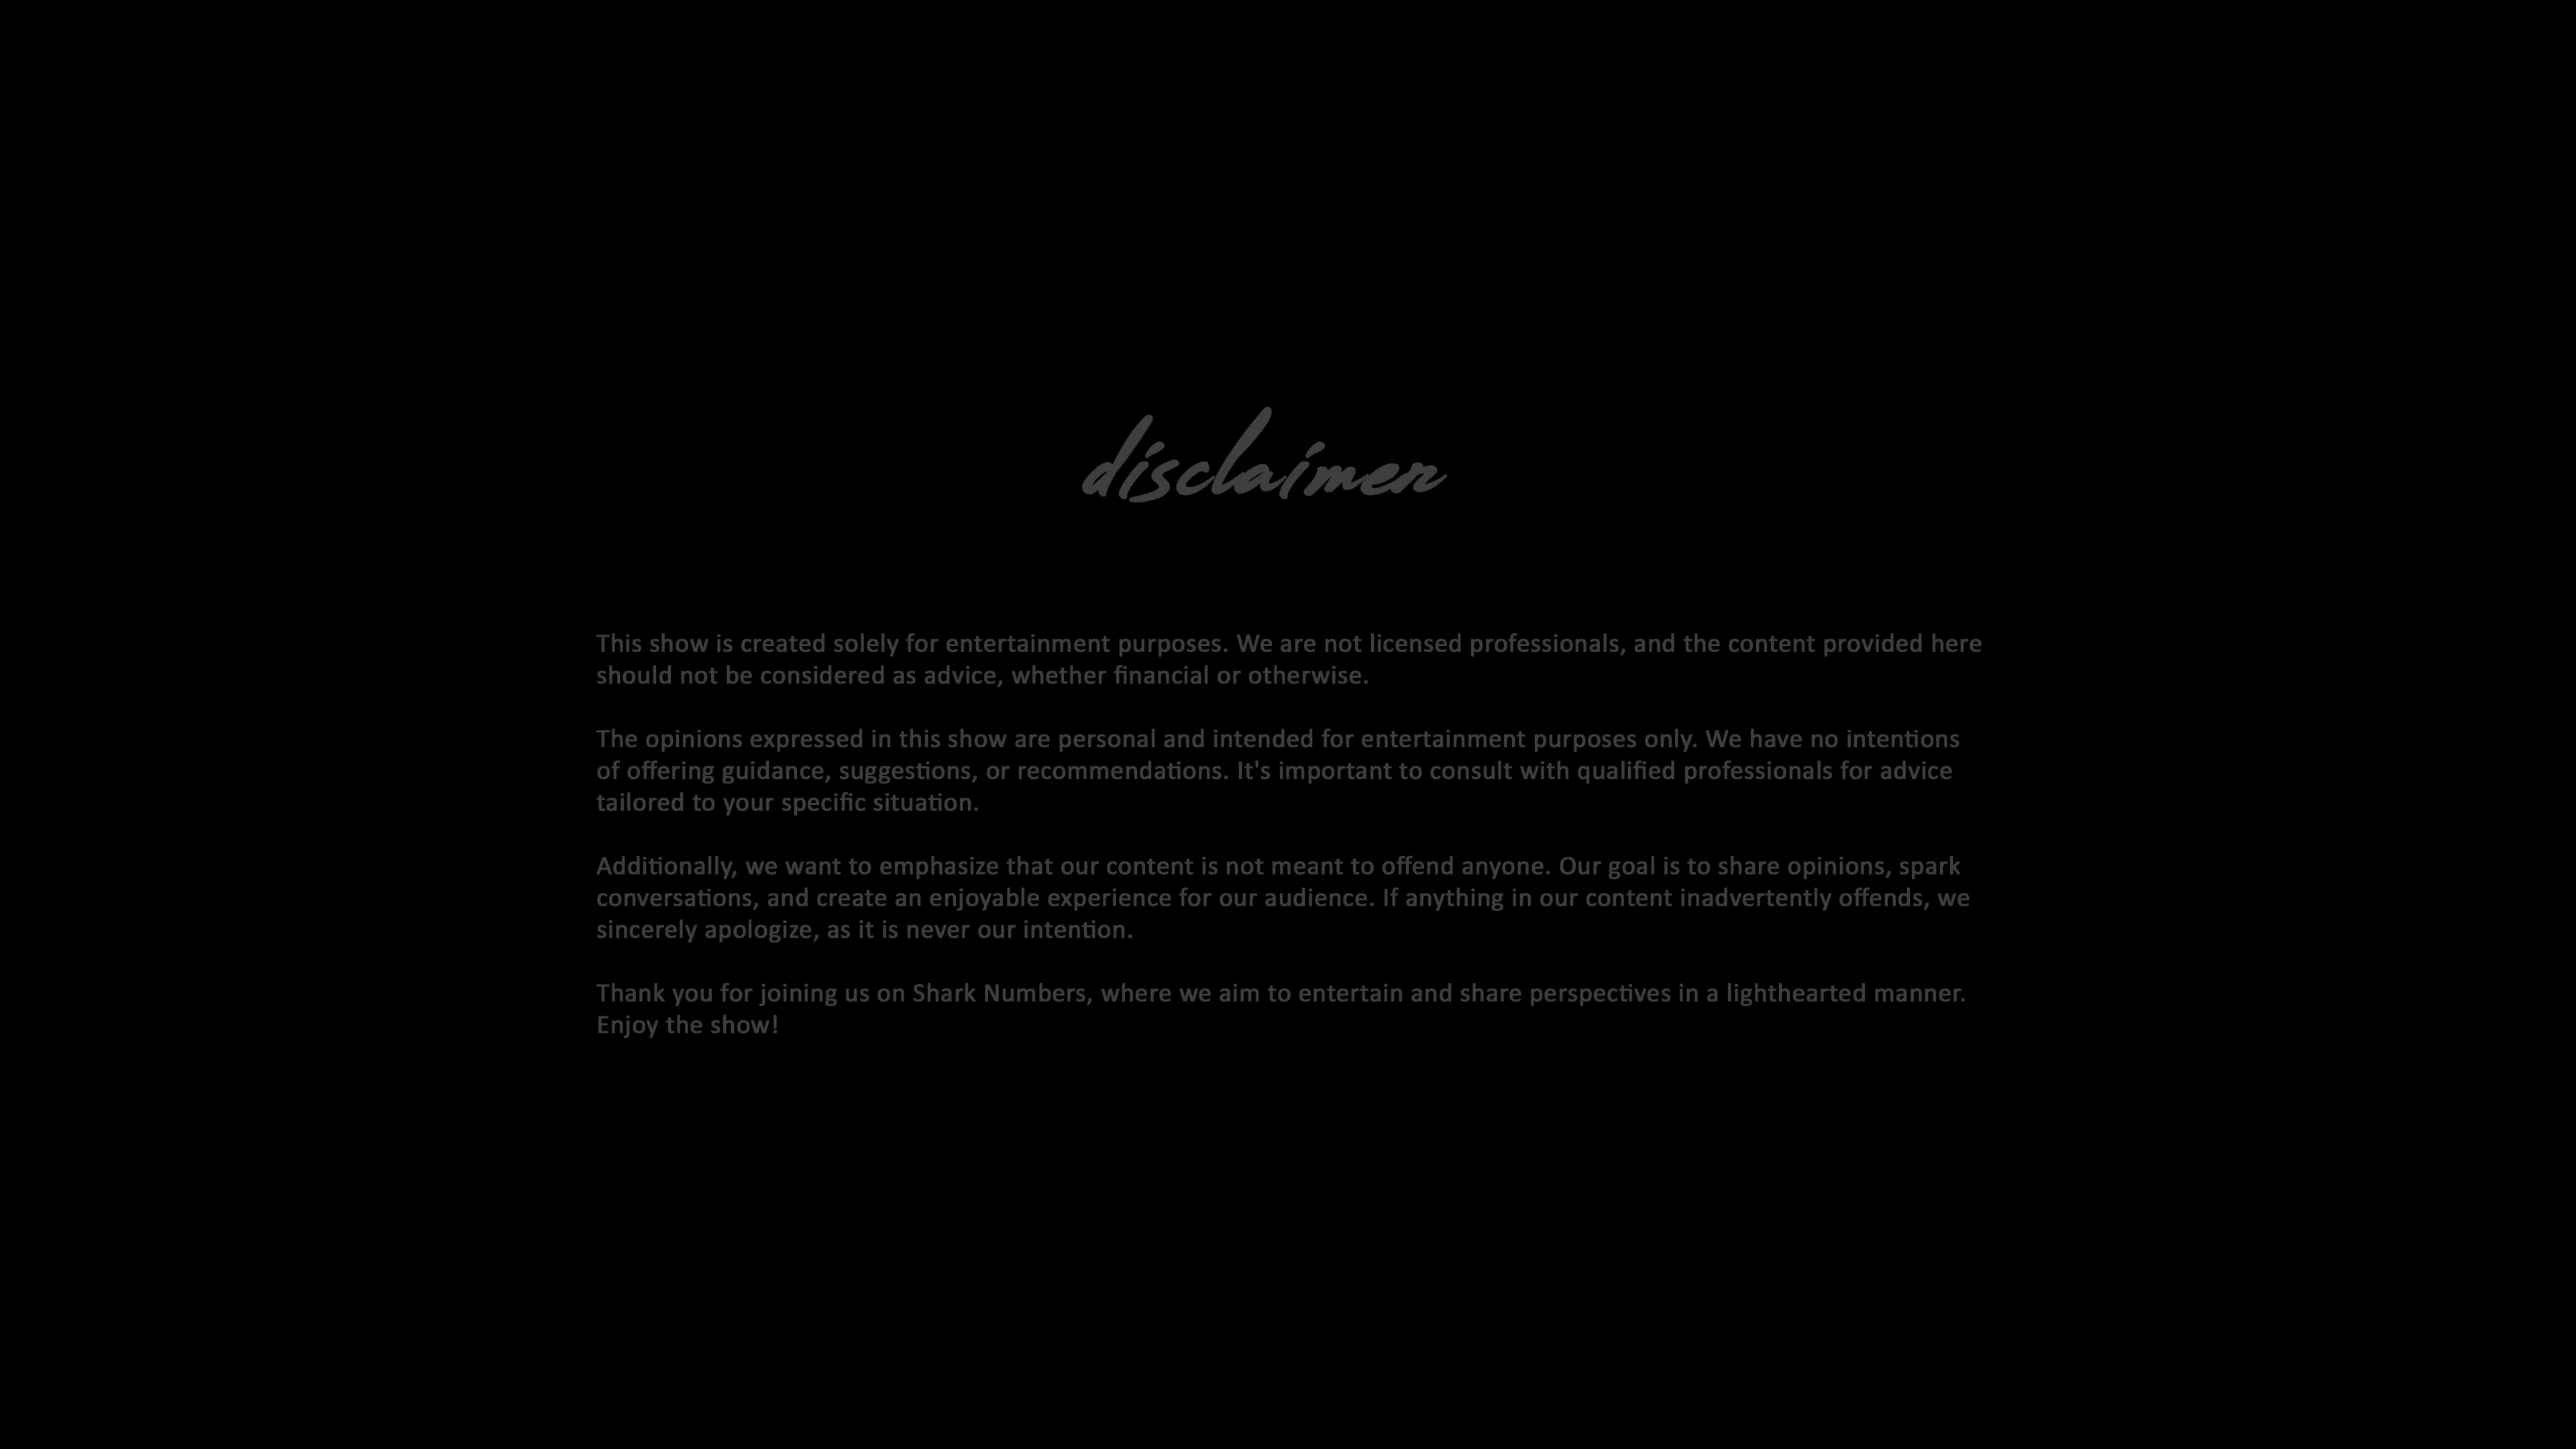 disclaimer
This show is created solely for entertainment purposes. We are not licensed professionals, and the content provided here
should not be considered as advice, whether financial or otherwise.
The opinions expressed in this show are personal and intended for entertainment purposes only. We have no intentions
of offering guidance, suggestions, or recommendations. It's important to consult with qualified professionals for advice
tailored to your specific situation.
Additionally, we want to emphasize that our content is not meant to offend anyone. Our goal is to share opinions, spark
conversations, and create an enjoyable experience for our audience. If anything in our content inadvertently offends, we
sincerely apologize, as it is never our intention.
Thank you for joining us on Shark Numbers, where we aim to entertain and share perspectives in a lighthearted manner.
Enjoy the show!